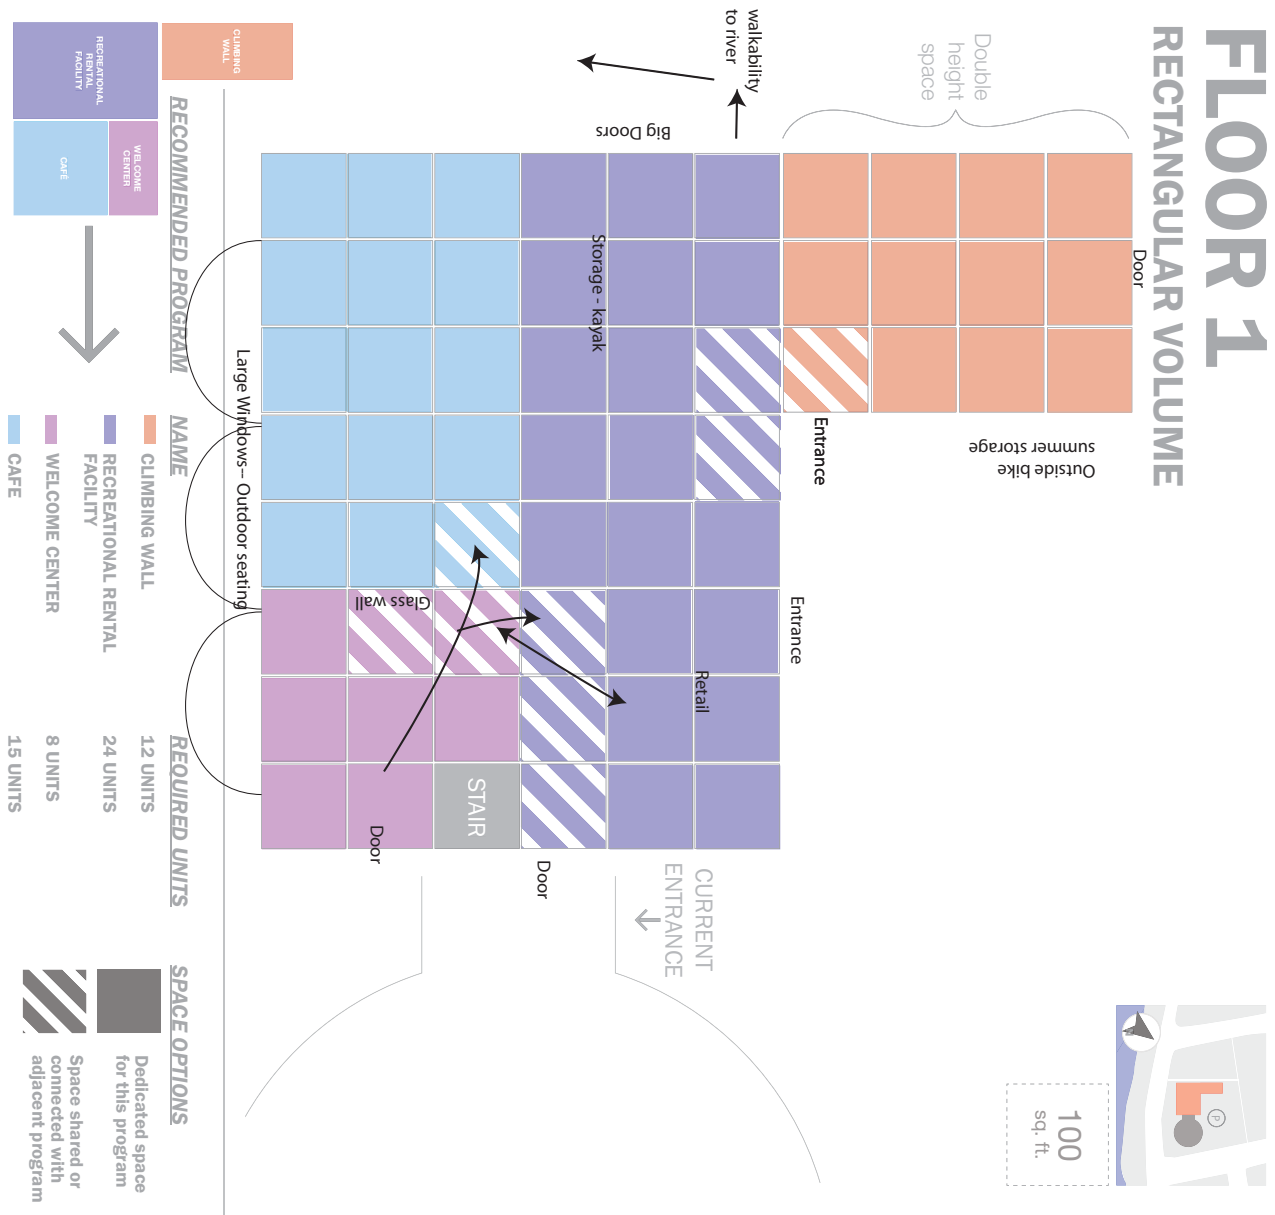 FLOOR 1
RECTANGULAR VOLUME
Double
height
space
walkability
to river
Big Doors
Door
Storage - kayak
Entrance
Outside bike
summer storage
Large Windows-- Outdoor seating
Glass wall
Entrance
Retail
STAIR
Door
Door
CURRENT
ENTRANCE
100
sq. ft.
P
RECOMMENDED PROGRAM
CLIMBING
WALL
RECREATIONAL
RENTAL
FACILITY
WELCOME
CENTER
CAFÉ
NAME
CLIMBING WALL
RECREATIONAL RENTAL
FACILITY
WELCOME CENTER
CAFE
REQUIRED UNITS
12 UNITS
24 UNITS
8 UNITS
15 UNITS
SPACE OPTIONS
Dedicated space
for this program
Space shared or
connected with
adjacent program